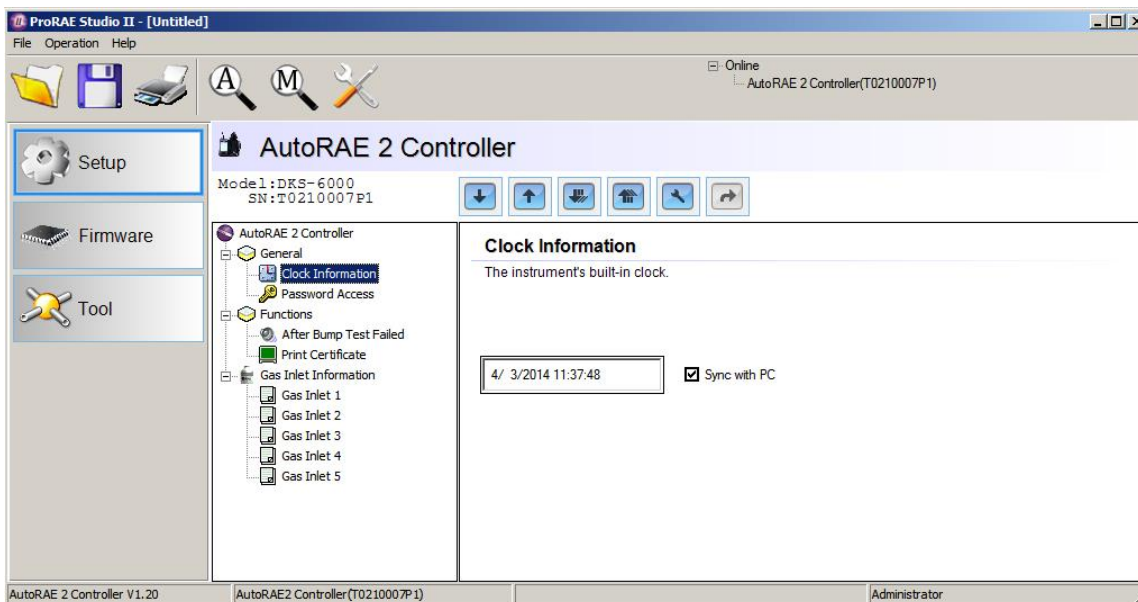 ProRAE Studio II - [Untitled]
File Operation Help
A M
Online
AutoRAE 2 Controller(T0210007P1)
Setup
Firmware
Tool
AutoRAE 2 Controller
Model:DKS-6000
SN:T0210007P1
AutoRAE 2 Controller
General
Clock Information
Password Access
Functions
After Bump Test Failed
Print Certificate
Gas Inlet Information
Gas Inlet 1
Gas Inlet 2
Gas Inlet 3
Gas Inlet 4
Gas Inlet 5
Clock Information
The instrument's built-in clock.
4/ 3/2014 11:37:48
Sync with PC
AutoRAE 2 Controller V1.20 AutoRAE2 Controller(T0210007P1) Administrator